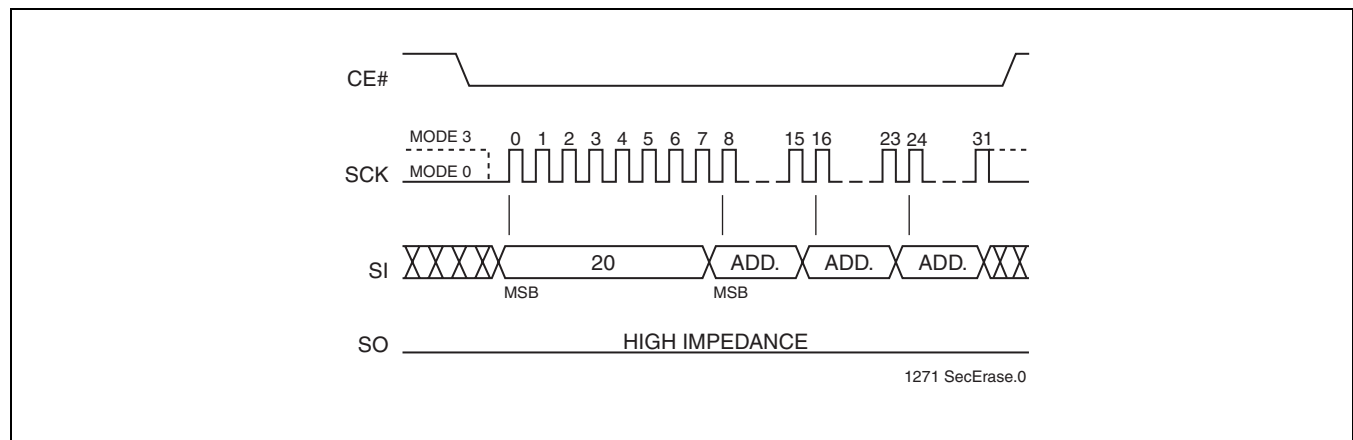 CE#
MODE 3
0 1 2 3 4 5 6 7 8 15 16 23 24 31
SCK
MODE 0
SI
20 ADD. ADD. ADD.
MSB MSB
SO
HIGH IMPEDANCE
1271 SecErase.0